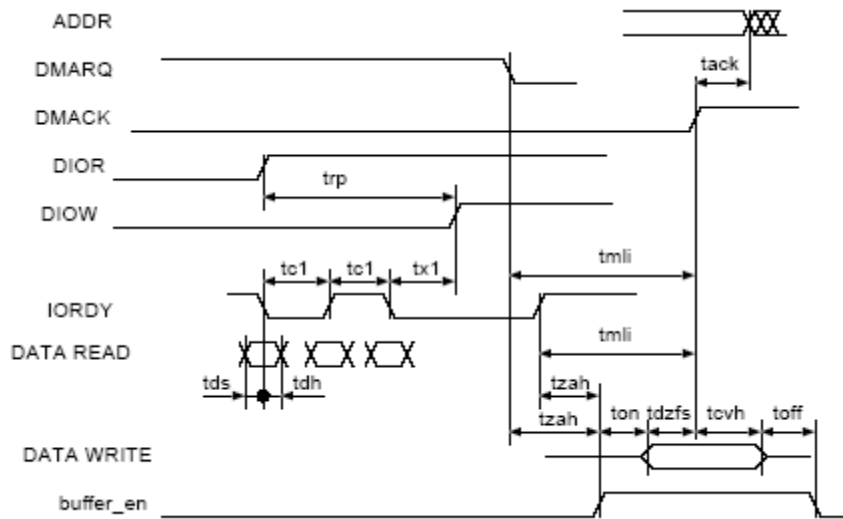 ADDR
DMARQ
tack
DMACK
DIOR
trp
DIOW
tc1 tc1 tx1 tmli
IORDY
DATA READ tmli
tds tdh tzah
tzah ton tdzfs tcvh toff
DATA WRITE
buffer_en